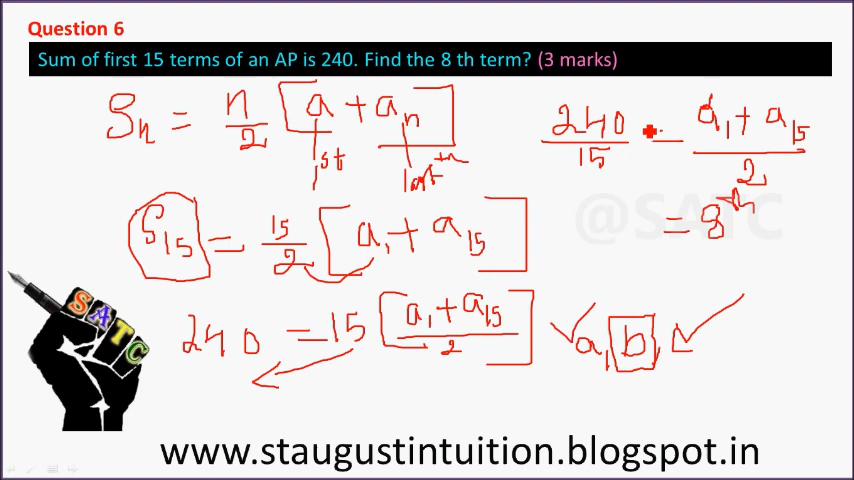 Question 6
Sum of first 15 terms of an AP is 240. Find the 8 th term? (3 marks)
Sn = n/2 [a + an]
1st last
240/15 = a1 + a15/2
= 8th
S15 = 15/2 [a1 + a15]
240 = 15 [a1 + a15/2]
a, b, c
@SATC
SATC
www.staugustintuition.blogspot.in